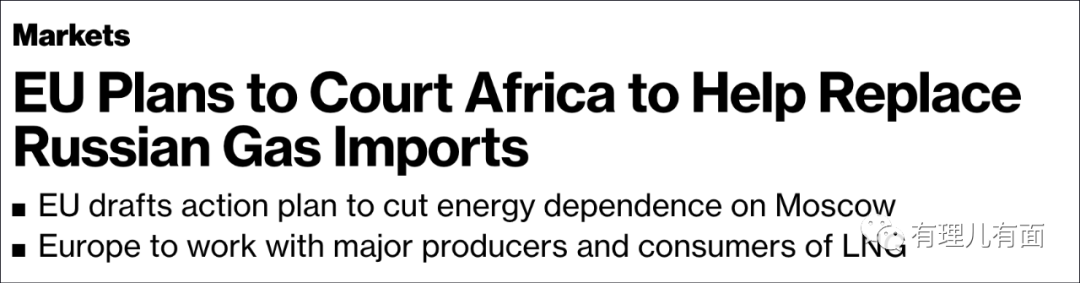 Markets
EU Plans to Court Africa to Help Replace
Russian Gas Imports
■ EU drafts action plan to cut energy dependence on Moscow
■ Europe to work with major producers and consumers of LNG
有理儿有面